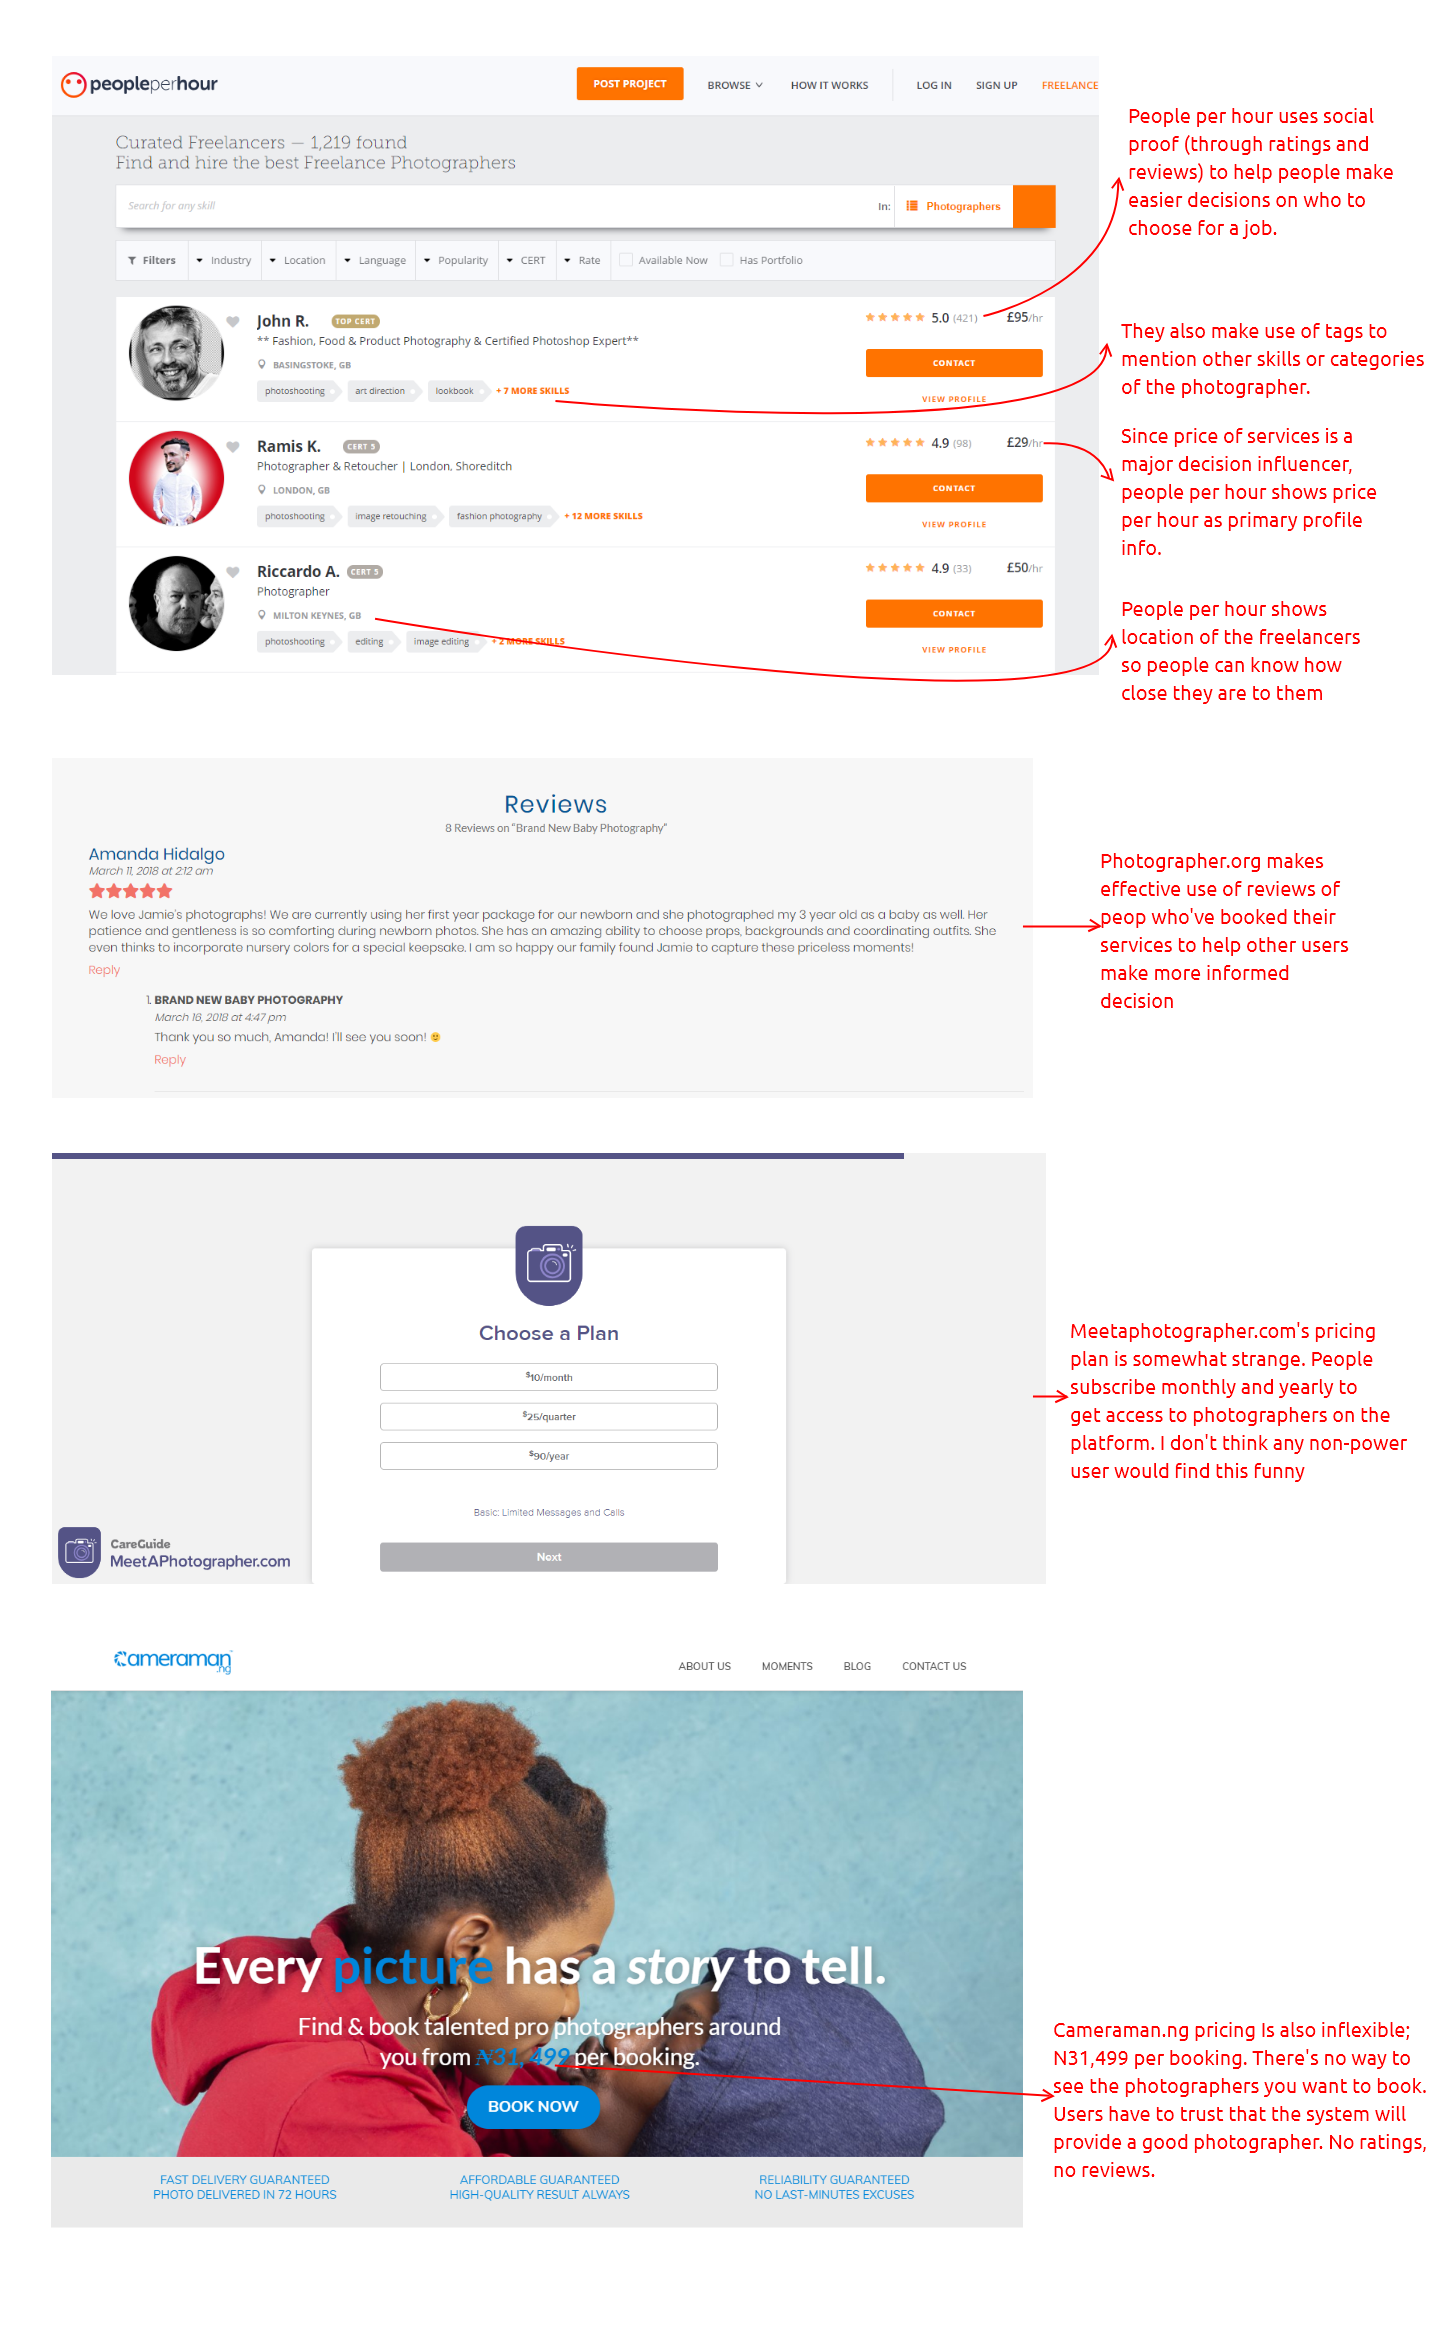 peopleperhour
POST PROJECT
BROWSE
HOW IT WORKS
LOG IN
SIGN UP
FREELANCE
Curated Freelancers — 1,219 found
Find and hire the best Freelance Photographers
Search for any skill
In:
Photographers
Filters
Industry
Location
Language
Popularity
CERT
Rate
Available Now
Has Portfolio
John R.
TOP CERT
** Fashion, Food & Product Photography & Certified Photoshop Expert**
BASINGSTOKE, GB
photoshooting
art direction
lookbook
+ 7 MORE SKILLS
5.0 (421)
£95/hr
CONTACT
VIEW PROFILE
Ramis K.
CERT 5
Photographer & Retoucher | London, Shoreditch
LONDON, GB
photoshooting
image retouching
fashion photography
+ 12 MORE SKILLS
4.9 (98)
£29/hr
CONTACT
VIEW PROFILE
Riccardo A.
CERT 5
Photographer
MILTON KEYNES, GB
photoshooting
editing
image editing
+ 2 MORE SKILLS
4.9 (33)
£50/hr
CONTACT
VIEW PROFILE
People per hour uses social
proof (through ratings and
reviews) to help people make
easier decisions on who to
choose for a job.
They also make use of tags to
mention other skills or categories
of the photographer.
Since price of services is a
major decision influencer,
people per hour shows price
per hour as primary profile
info.
People per hour shows
location of the freelancers
so people can know how
close they are to them
Reviews
8 Reviews on “Brand New Baby Photography”
Amanda Hidalgo
March 11, 2018 at 2:12 am
We love Jamie's photographs! We are currently using her first year package for our newborn and she photographed my 3 year old as a baby as well. Her
patience and gentleness is so comforting during newborn photos. She has an amazing ability to choose props, backgrounds and coordinating outfits. She
even thinks to incorporate nursery colors for a special keepsake. I am so happy our family found Jamie to capture these priceless moments!
Reply
1. BRAND NEW BABY PHOTOGRAPHY
March 16, 2018 at 4:47 pm
Thank you so much, Amanda! I'll see you soon! 🙂
Reply
Photographer.org makes
effective use of reviews of
peop who've booked their
services to help other users
make more informed
decision
Choose a Plan
$10/month
$25/quarter
$90/year
Basic: Limited Messages and Calls
Next
CareGuide
MeetAPhotographer.com
Meetaphotographer.com's pricing
plan is somewhat strange. People
subscribe monthly and yearly to
get access to photographers on the
platform. I don't think any non-power
user would find this funny
Cameraman
.ng
ABOUT US
MOMENTS
BLOG
CONTACT US
Every picture has a story to tell.
Find & book talented pro photographers around
you from ₦31, 499 per booking.
BOOK NOW
FAST DELIVERY GUARANTEED
PHOTO DELIVERED IN 72 HOURS
AFFORDABLE GUARANTEED
HIGH-QUALITY RESULT ALWAYS
RELIABILITY GUARANTEED
NO LAST-MINUTES EXCUSES
Cameraman.ng pricing Is also inflexible;
N31,499 per booking. There's no way to
see the photographers you want to book.
Users have to trust that the system will
provide a good photographer. No ratings,
no reviews.